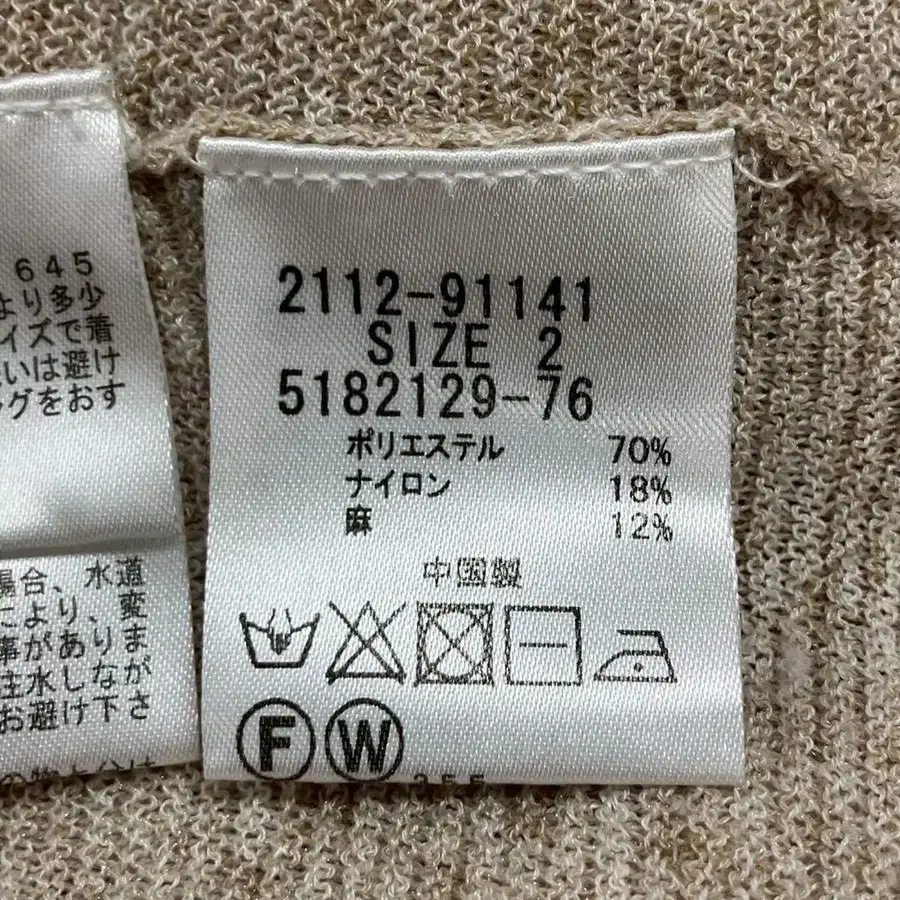 645
より多少
イズで着
いは避け
グをおす
場合、水道
により、変
事がありま
注水しなが
お避け下さ
2112-91141
SIZE 2
5182129-76
ポリエステル 70%
ナイロン 18%
麻 12%
中国製
F W